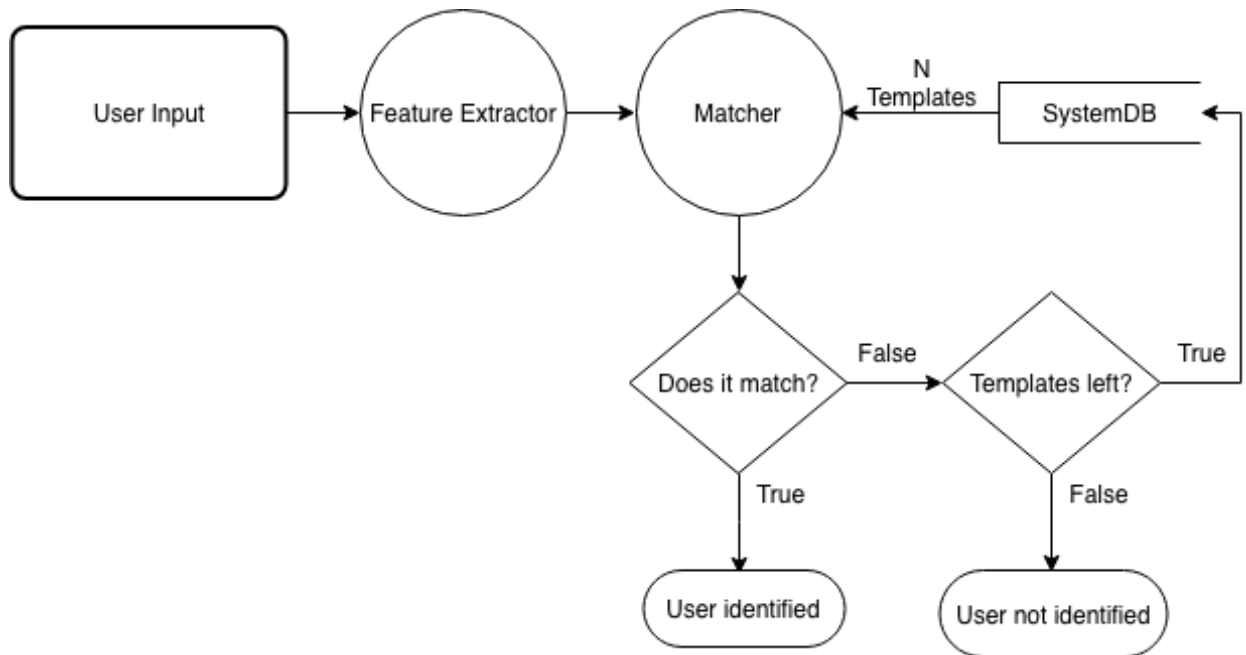 User Input
Feature Extractor
Matcher
N
Templates
SystemDB
Does it match?
False
Templates left?
True
True
False
User identified
User not identified